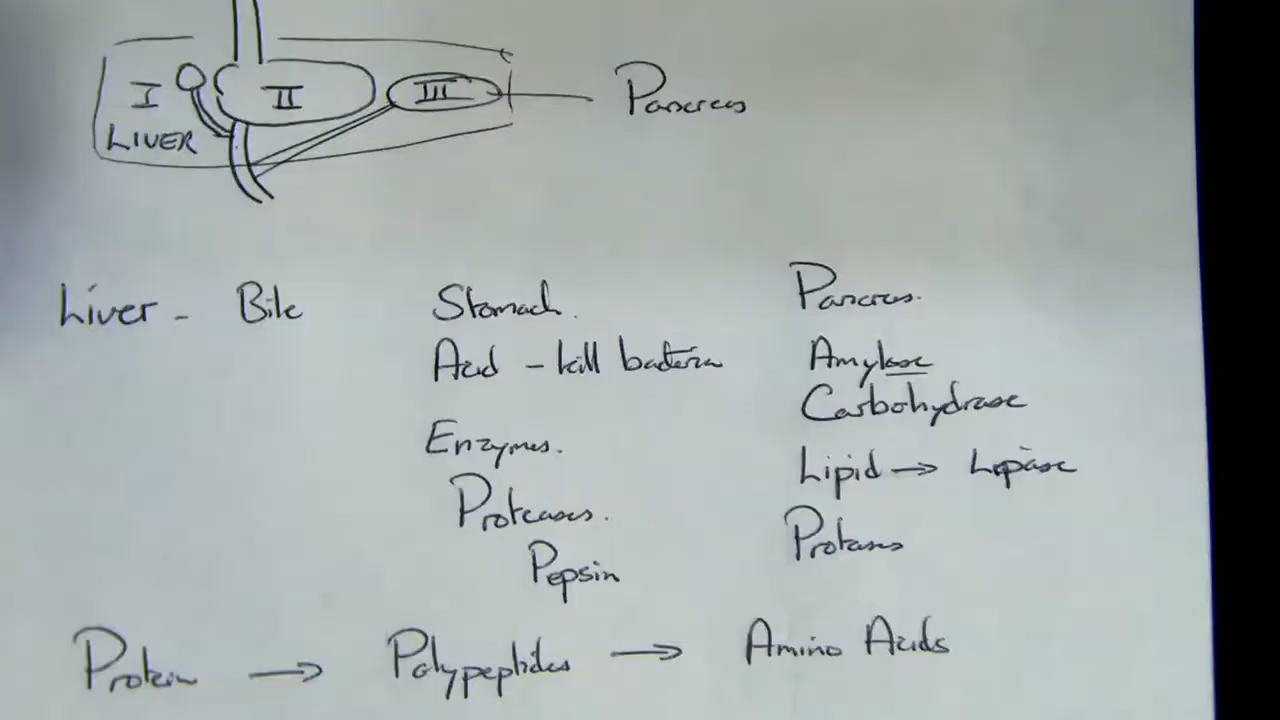 I II III Pancreas
LIVER
Liver - Bile Stomach. Pancreas.
Acid - kill bacteria Amylase
Carbohydrase
Enzymes.
Lipid → Lipase
Proteases. Proteases
Pepsin
Protein → Polypeptides → Amino Acids